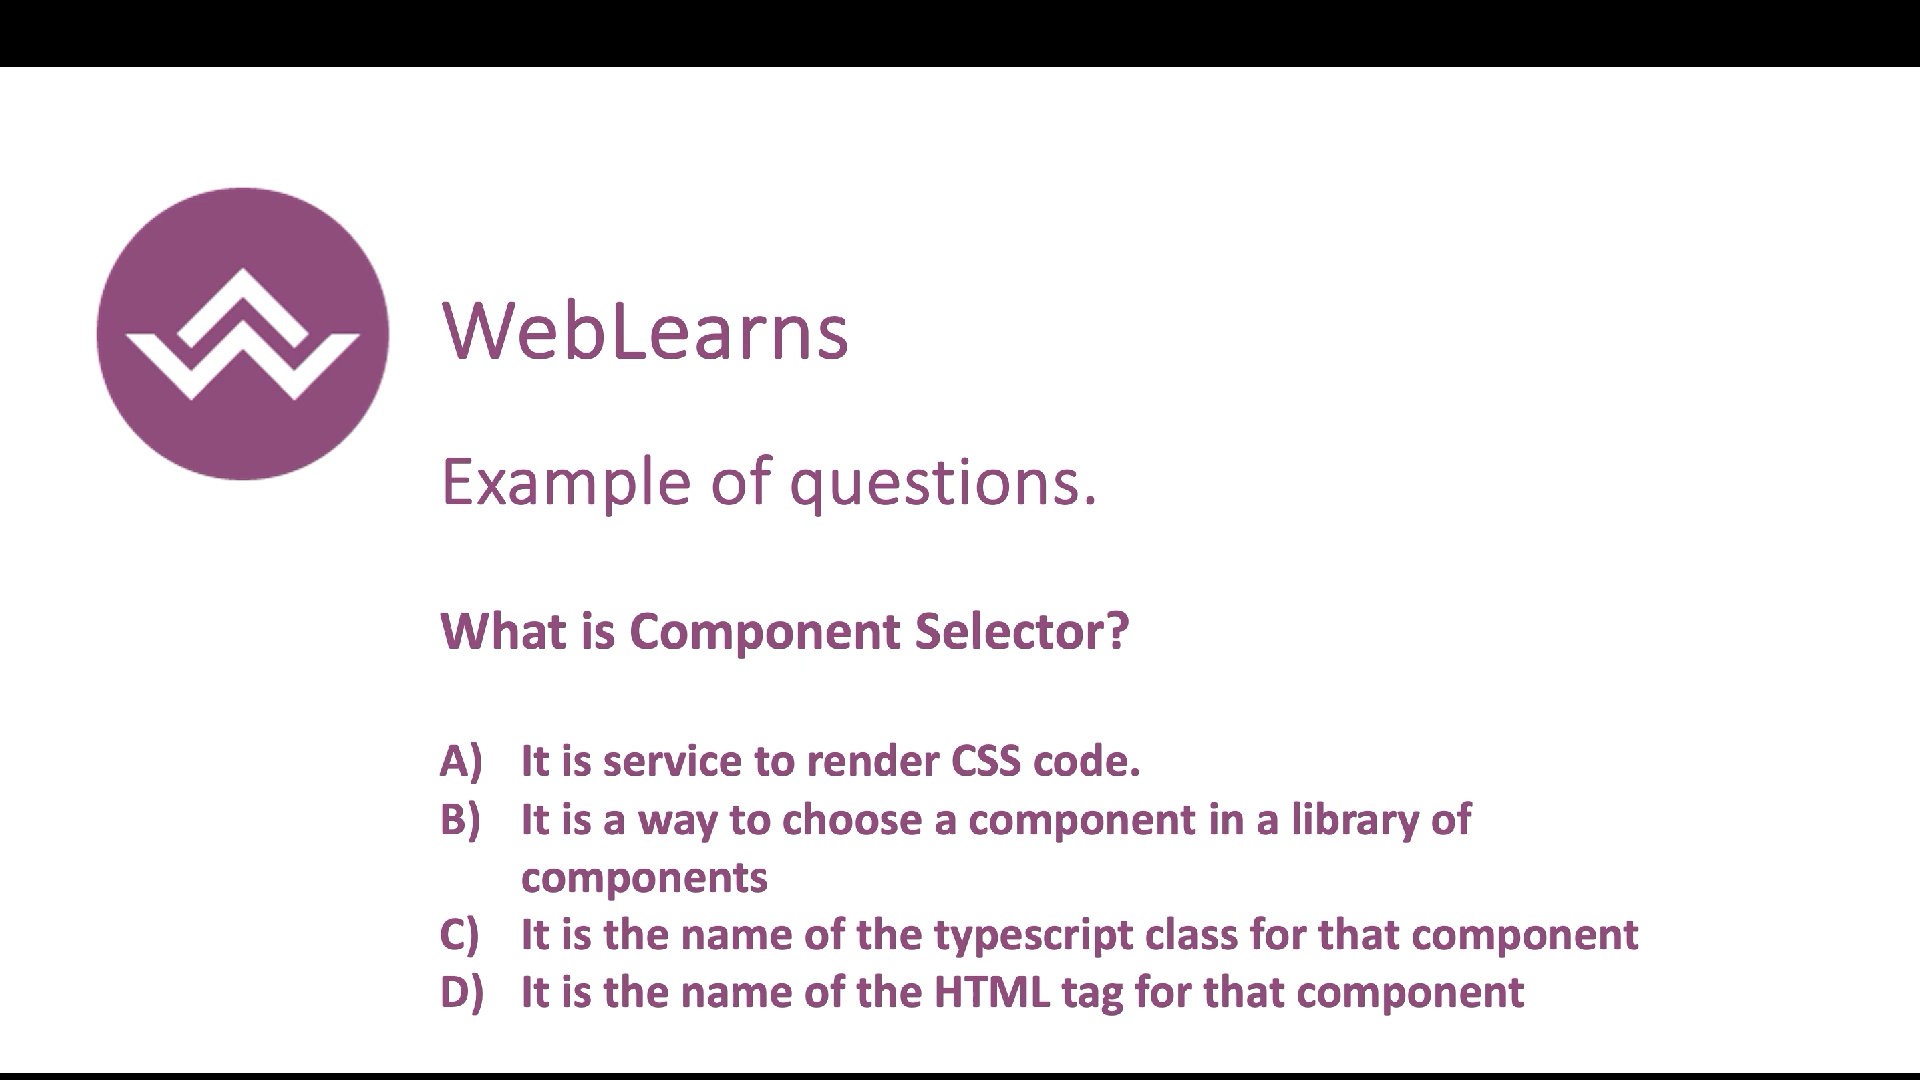 WebLearns
Example of questions.
What is Component Selector?
A) It is service to render CSS code.
B) It is a way to choose a component in a library of
components
C) It is the name of the typescript class for that component
D) It is the name of the HTML tag for that component